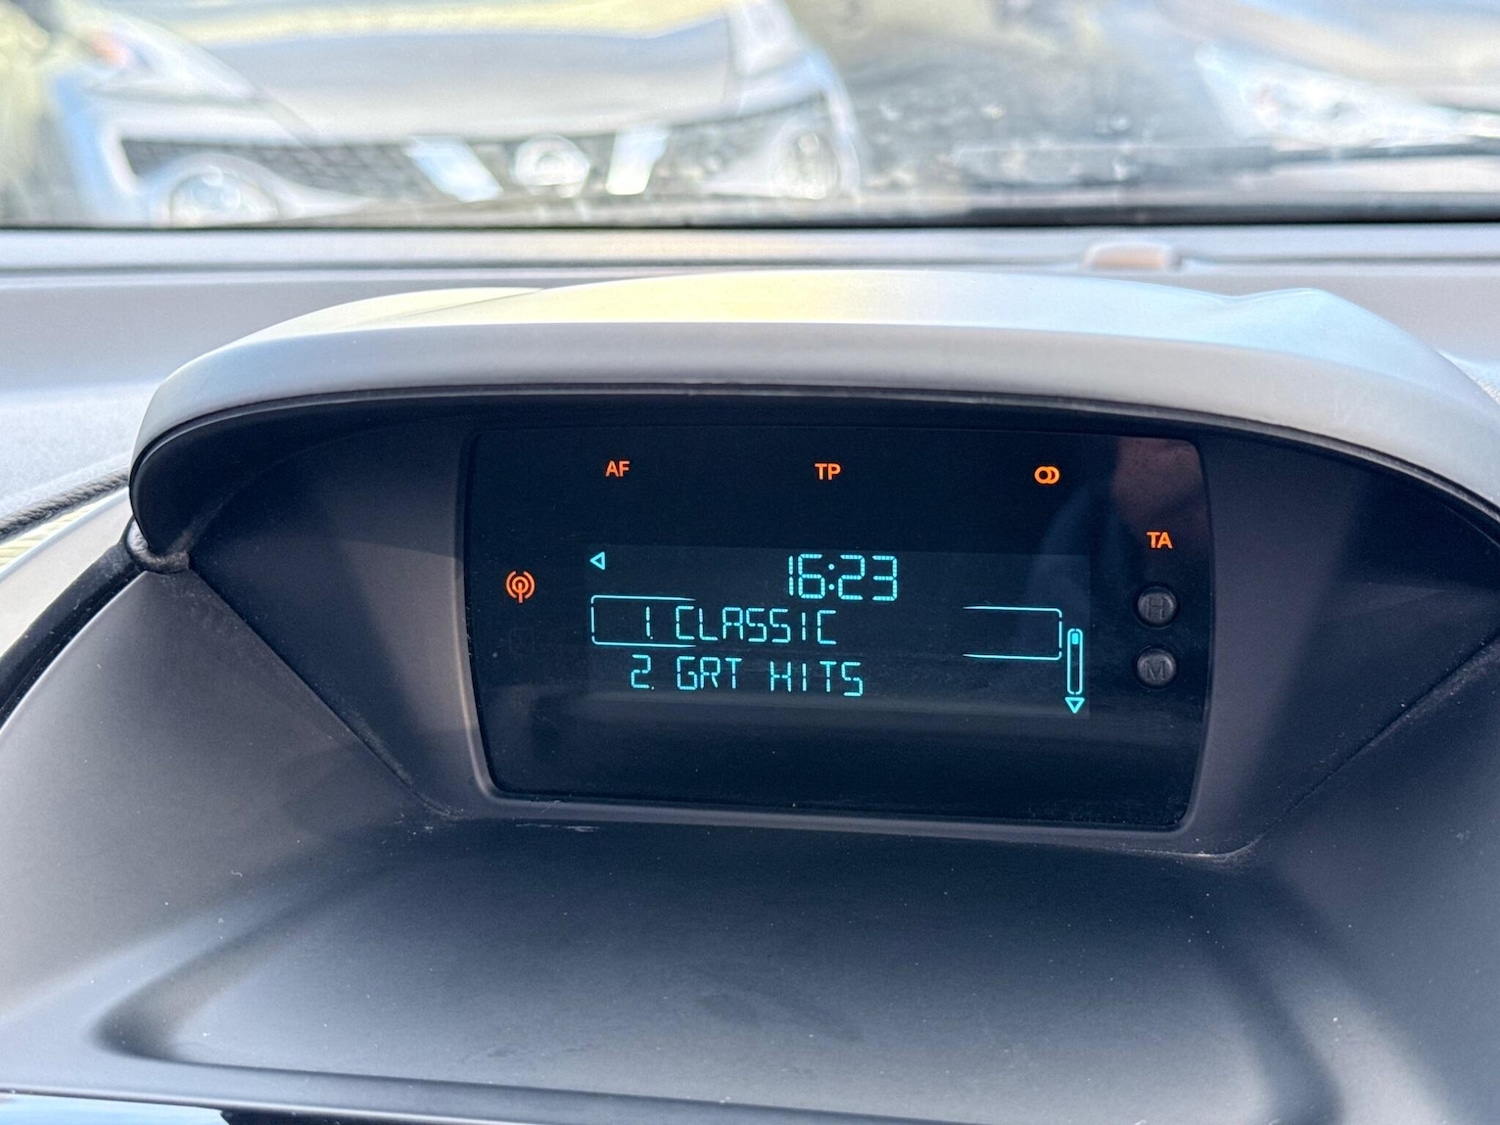 AF TP
TA
16:23
1. CLASSIC
H
2. GRT HITS
M